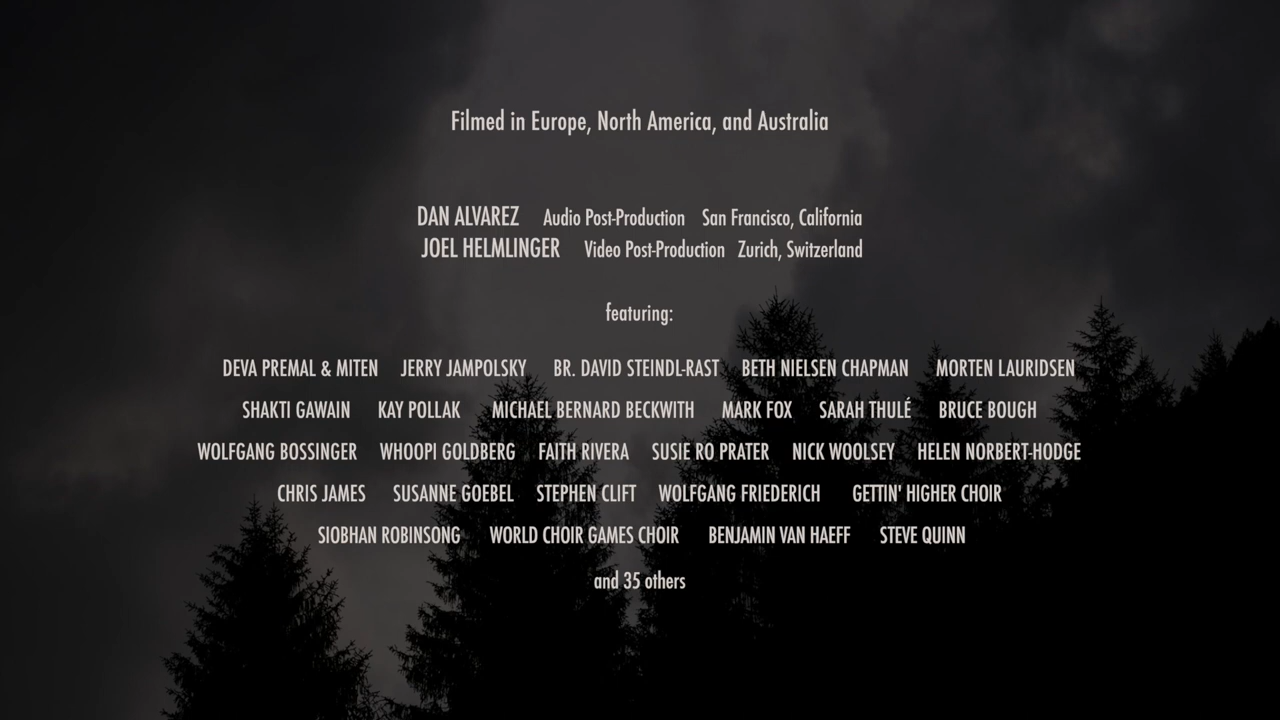 Filmed in Europe, North America, and Australia
DAN ALVAREZ Audio Post-Production San Francisco, California
JOEL HELMLINGER Video Post-Production Zurich, Switzerland
featuring:
DEVA PREMAL & MITEN JERRY JAMPOLSKY BR. DAVID STEINDL-RAST BETH NIELSEN CHAPMAN MORTEN LAURIDSEN
SHAKTI GAWAIN KAY POLLAK MICHAEL BERNARD BECKWITH MARK FOX SARAH THULÉ BRUCE BOUGH
WOLFGANG BOSSINGER WHOOPI GOLDBERG FAITH RIVERA SUSIE RO PRATER NICK WOOLSEY HELEN NORBERT-HODGE
CHRIS JAMES SUSANNE GOEBEL STEPHEN CLIFT WOLFGANG FRIEDERICH GETTIN' HIGHER CHOIR
SIOBHAN ROBINSONG WORLD CHOIR GAMES CHOIR BENJAMIN VAN HAEFF STEVE QUINN
and 35 others